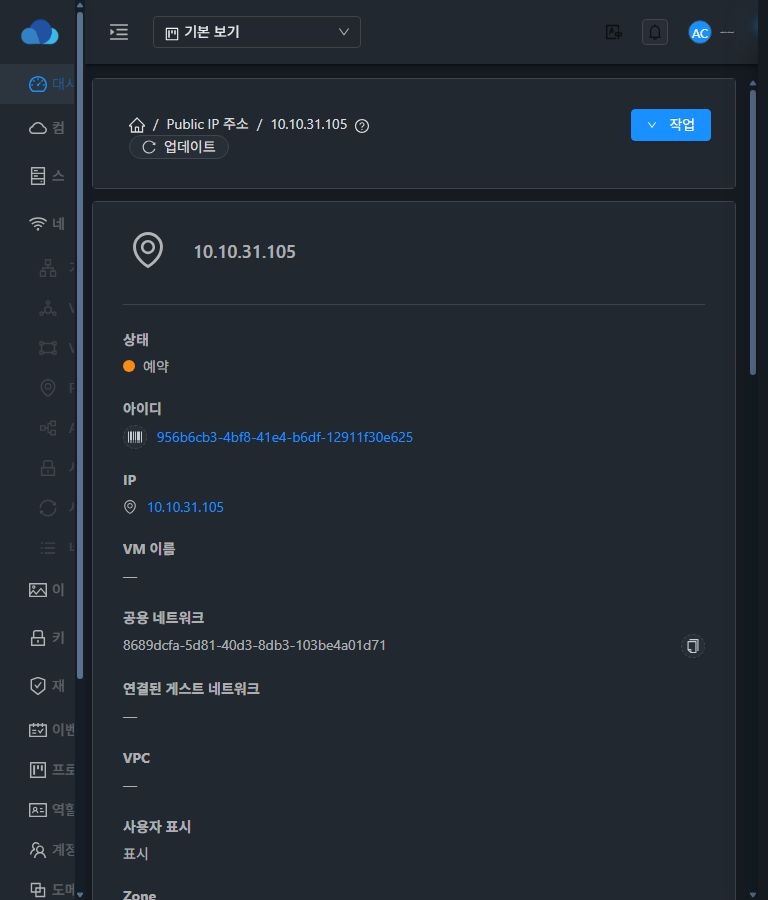 기본 보기
AC
대시
컴
/ Public IP 주소 / 10.10.31.105
작업
업데이트
스
네
10.10.31.105
V
V
P
A
상태
예약
아이디
956b6cb3-4bf8-41e4-b6df-12911f30e625
IP
10.10.31.105
VM 이름
—
공용 네트워크
8689dcfa-5d81-40d3-8db3-103be4a01d71
연결된 게스트 네트워크
—
VPC
—
사용자 표시
표시
Zone
이
키
재
이벤
프로
역할
계정
도메